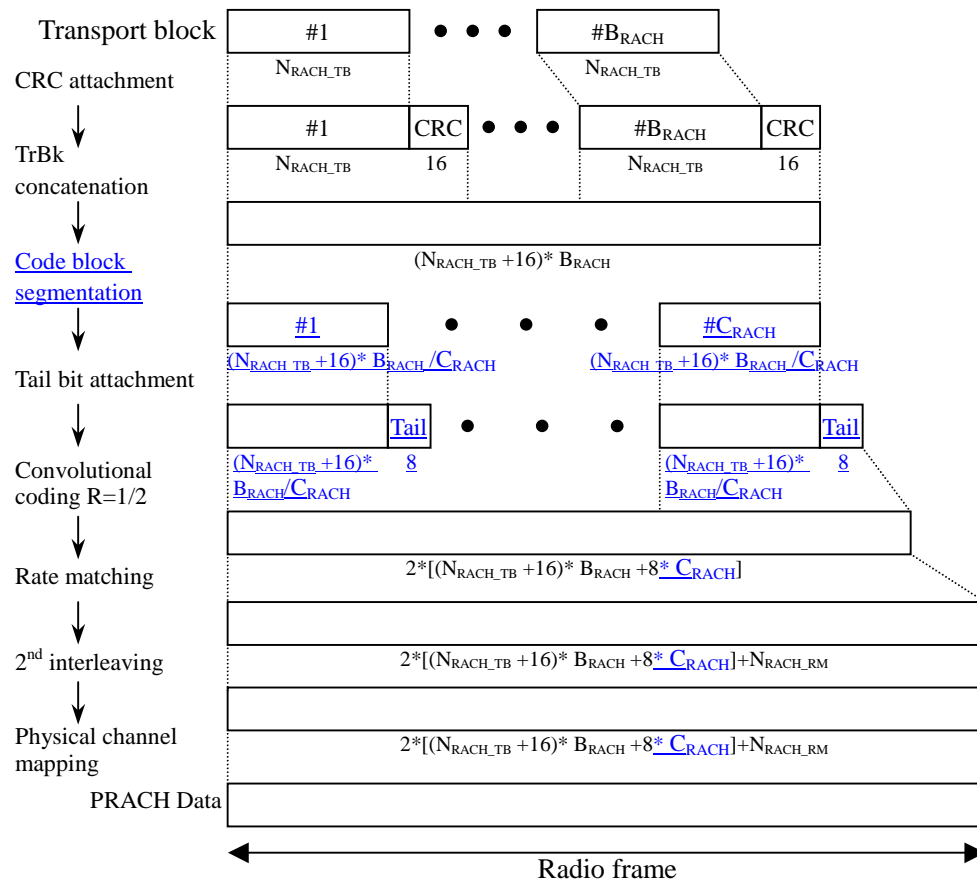 Transport block #1 #B_RACH
N_RACH_TB N_RACH_TB
CRC attachment
#1 CRC #B_RACH CRC
N_RACH_TB 16 N_RACH_TB 16
TrBk
concatenation
(N_RACH_TB +16)* B_RACH
Code block
segmentation
#1 #C_RACH
(N_RACH_TB +16)* B_RACH /C_RACH (N_RACH_TB +16)* B_RACH /C_RACH
Tail bit attachment
Tail Tail
(N_RACH_TB +16)* 8 (N_RACH_TB +16)* 8
B_RACH/C_RACH B_RACH/C_RACH
Convolutional
coding R=1/2
2*[(N_RACH_TB +16)* B_RACH +8* C_RACH]
Rate matching
2*[(N_RACH_TB +16)* B_RACH +8* C_RACH]+N_RACH_RM
2nd interleaving
2*[(N_RACH_TB +16)* B_RACH +8* C_RACH]+N_RACH_RM
Physical channel
mapping
PRACH Data
Radio frame